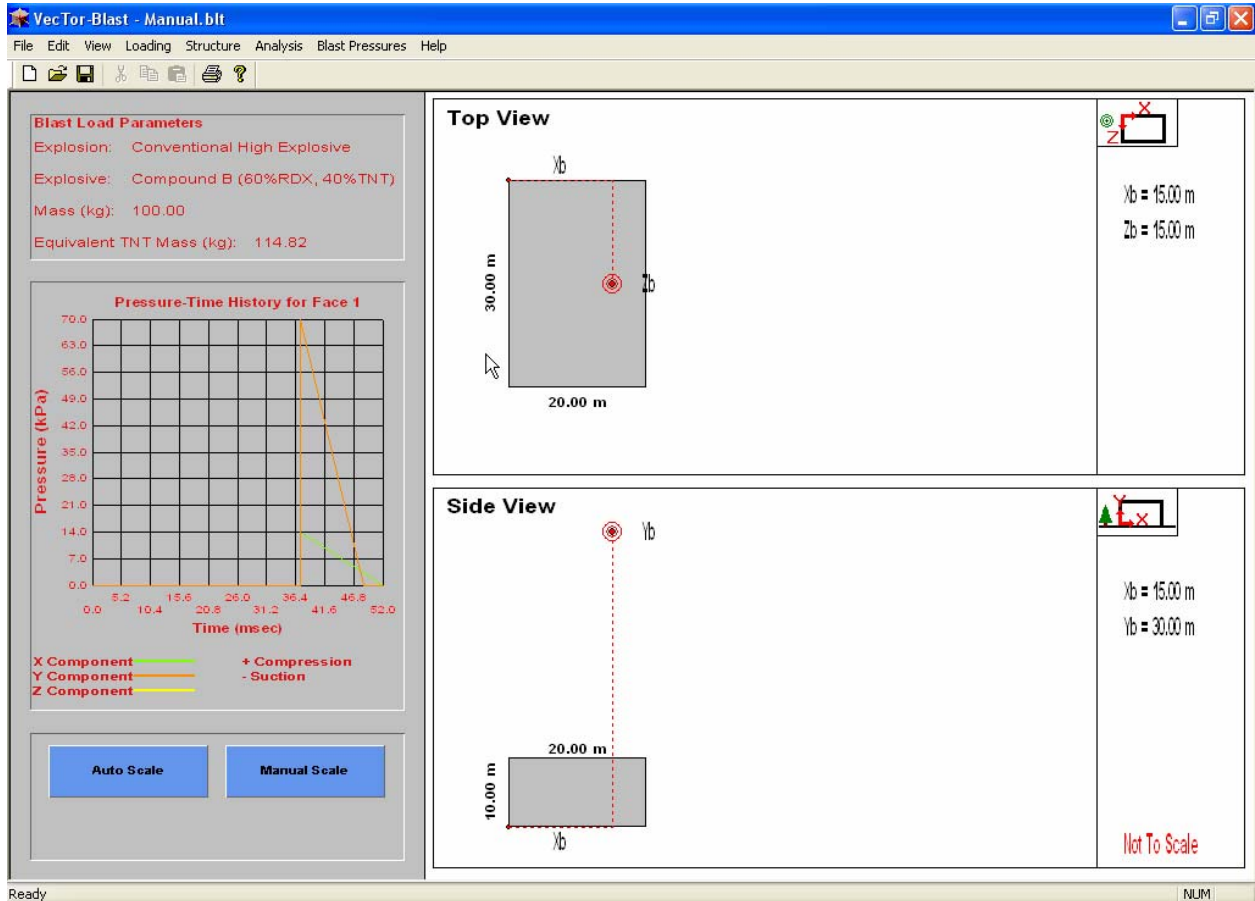 VecTor-Blast - Manual.blt
File Edit View Loading Structure Analysis Blast Pressures Help
Blast Load Parameters
Explosion: Conventional High Explosive
Explosive: Compound B (60%RDX, 40%TNT)
Mass (kg): 100.00
Equivalent TNT Mass (kg): 114.82
Pressure-Time History for Face 1
Pressure (kPa)
70.0
63.0
56.0
49.0
42.0
35.0
28.0
21.0
14.0
7.0
0.0
5.2 15.6 26.0 36.4 46.8
0.0 10.4 20.8 31.2 41.6 52.0
Time (msec)
X Component + Compression
Y Component - Suction
Z Component
Auto Scale Manual Scale
Top View
Xb
30.00 m
Zb
20.00 m
X
Z
Xb = 15.00 m
Zb = 15.00 m
Side View
Yb
20.00 m
10.00 m
Xb
Y
X
Xb = 15.00 m
Yb = 30.00 m
Not To Scale
Ready NUM